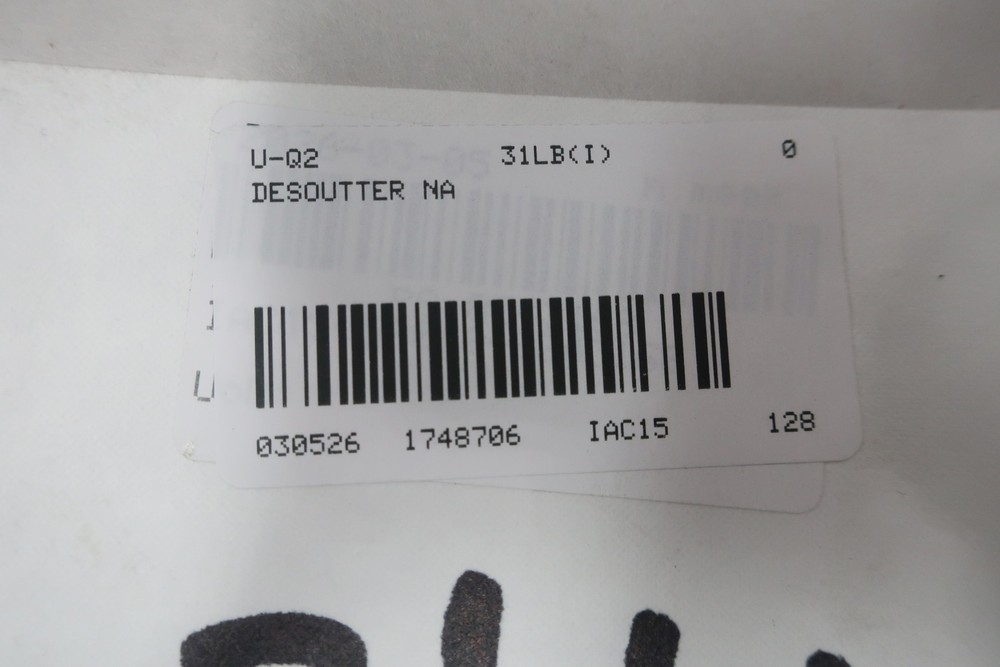 U-Q2 31LB(I) 0
DESOUTTER NA
030526 1748706 IAC15 128